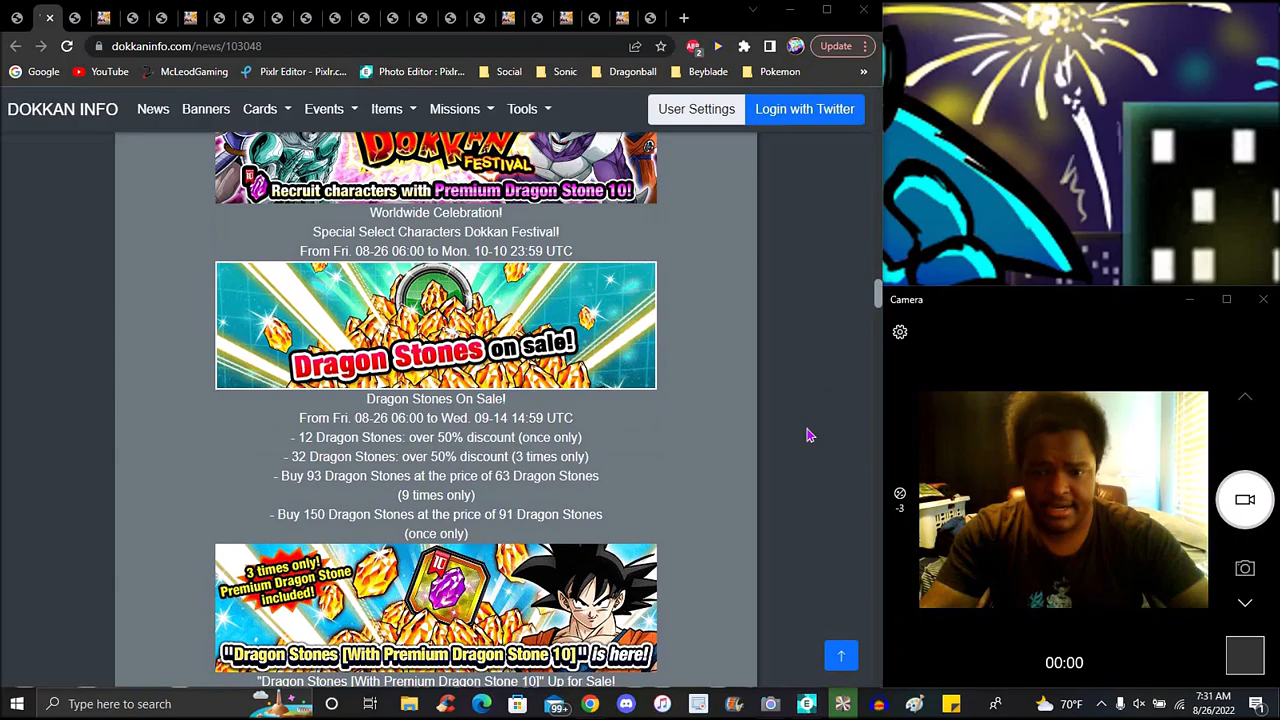 dokkaninfo.com/news/103048
2
Update
Google
YouTube
McLeodGaming
Pixlr Editor - Pixlr.c...
Photo Editor : Pixlr...
Social
Sonic
Dragonball
Beyblade
Pokemon
»
DOKKAN INFO
News
Banners
Cards
Events
Items
Missions
Tools
User Settings
Login with Twitter
DOKKAN
FESTIVAL
Recruit characters with Premium Dragon Stone 10!
Worldwide Celebration!
Special Select Characters Dokkan Festival!
From Fri. 08-26 06:00 to Mon. 10-10 23:59 UTC
Dragon Stones on sale!
Dragon Stones On Sale!
From Fri. 08-26 06:00 to Wed. 09-14 14:59 UTC
- 12 Dragon Stones: over 50% discount (once only)
- 32 Dragon Stones: over 50% discount (3 times only)
- Buy 93 Dragon Stones at the price of 63 Dragon Stones
(9 times only)
- Buy 150 Dragon Stones at the price of 91 Dragon Stones
(once only)
3 times only!
Premium Dragon Stone
included!
10
"Dragon Stones [With Premium Dragon Stone 10]" is here!
"Dragon Stones [With Premium Dragon Stone 10]" Up for Sale!
Camera
-3
00:00
Type here to search
99+
70°F
7:31 AM
8/26/2022
1